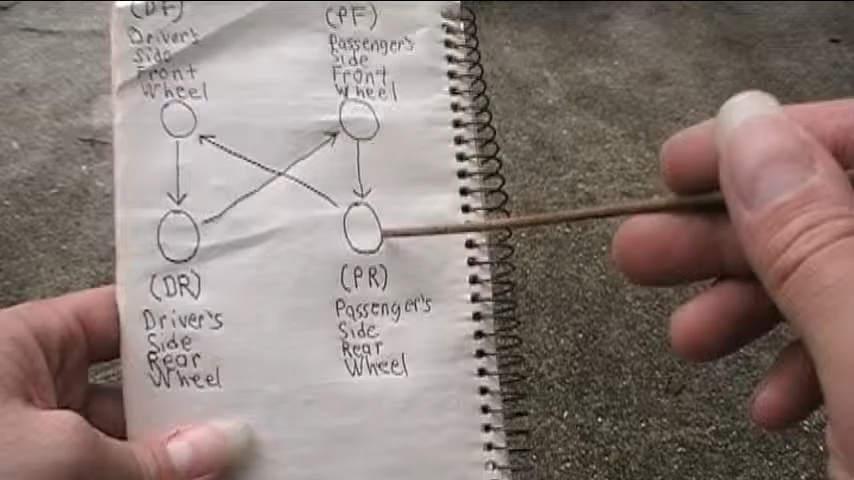 (DF)
Driver's
Side
Front
Wheel
(PF)
Passenger's
Side
Front
Wheel
(DR)
Driver's
Side
Rear
Wheel
(PR)
Passenger's
Side
Rear
Wheel